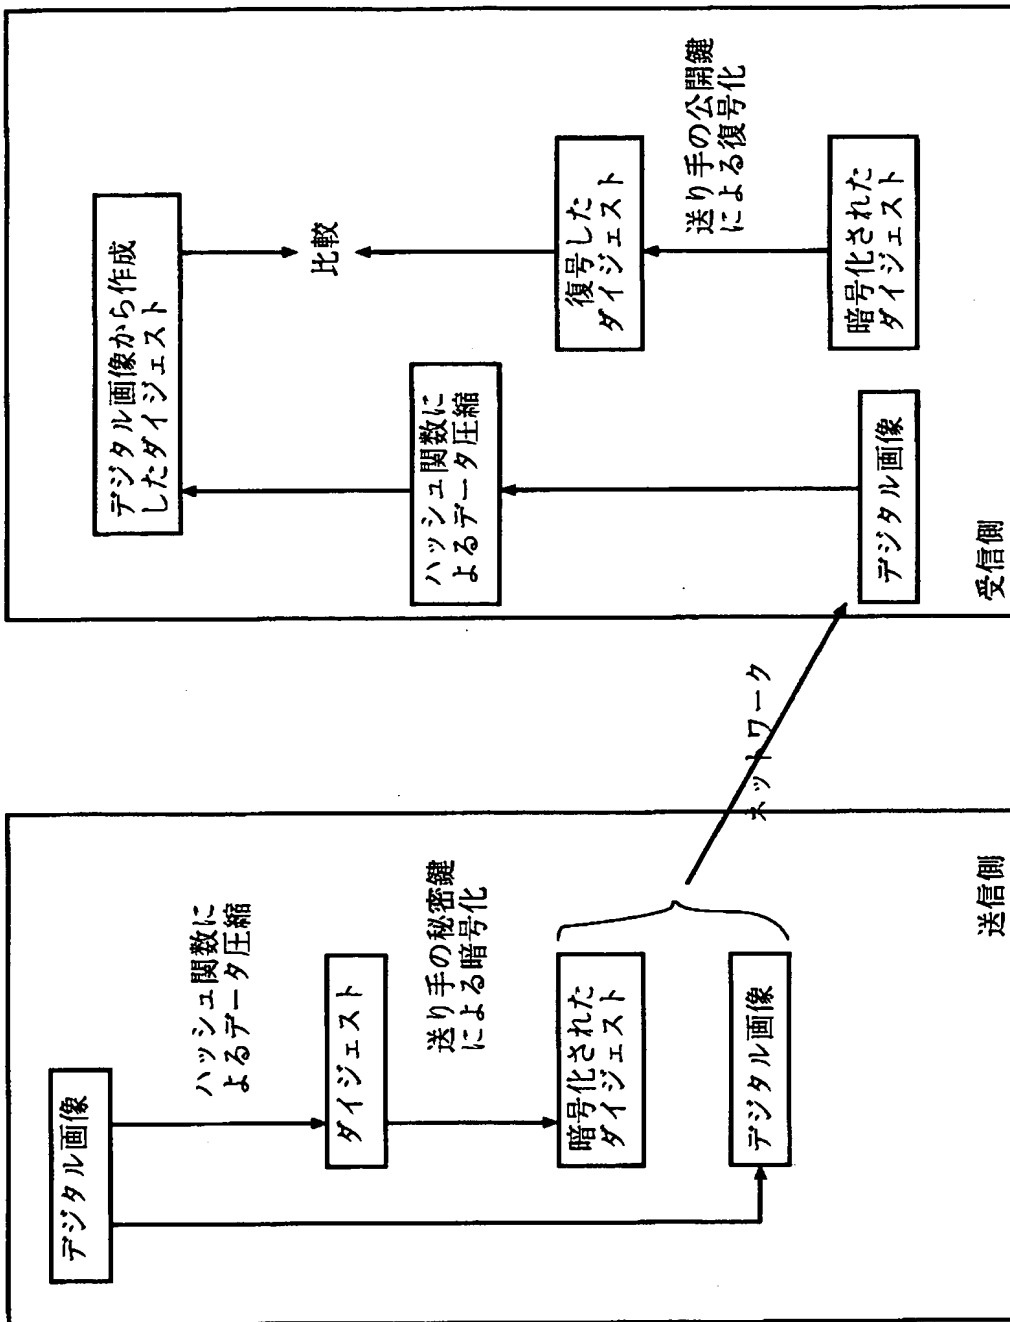 デジタル画像
ハッシュ関数に
よるデータ圧縮
ダイジェスト
送り手の秘密鍵
による暗号化
暗号化された
ダイジェスト
デジタル画像
送信側
ネットワーク
デジタル画像から作成
したダイジェスト
比較
ハッシュ関数に
よるデータ圧縮
復号した
ダイジェスト
送り手の公開鍵
による復号化
暗号化された
ダイジェスト
デジタル画像
受信側